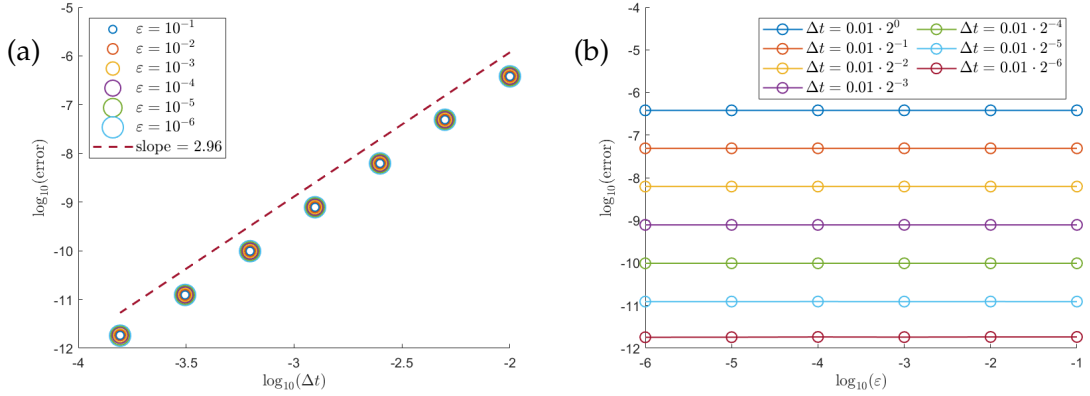 (a)
ε = 10⁻¹
ε = 10⁻²
ε = 10⁻³
ε = 10⁻⁴
ε = 10⁻⁵
ε = 10⁻⁶
slope = 2.96
log₁₀(error)
-5
-6
-7
-8
-9
-10
-11
-12
-4
-3.5
-3
-2.5
-2
log₁₀(Δt)
(b)
Δt = 0.01 · 2⁰
Δt = 0.01 · 2⁻¹
Δt = 0.01 · 2⁻²
Δt = 0.01 · 2⁻³
Δt = 0.01 · 2⁻⁴
Δt = 0.01 · 2⁻⁵
Δt = 0.01 · 2⁻⁶
log₁₀(error)
-4
-6
-7
-8
-9
-10
-11
-12
-6
-5
-4
-3
-2
-1
log₁₀(ε)